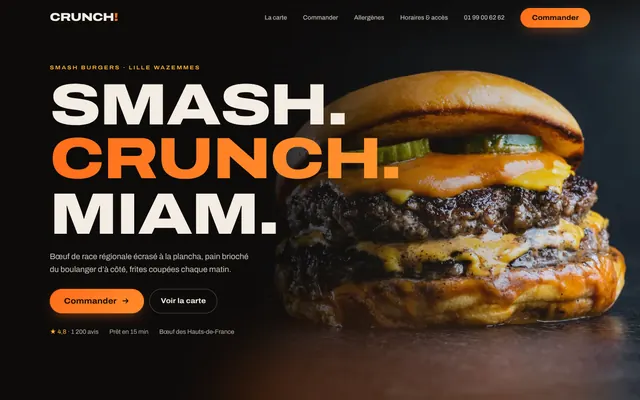 CRUNCH!
La carte Commander Allergènes Horaires & accès 01 99 00 62 62 Commander
SMASH BURGERS · LILLE WAZEMMES
SMASH.
CRUNCH.
MIAM.
Bœuf de race régionale écrasé à la plancha, pain brioché
du boulanger d'à côté, frites coupées chaque matin.
Commander → Voir la carte
★ 4,8 · 1 200 avis Prêt en 15 min Bœuf des Hauts-de-France